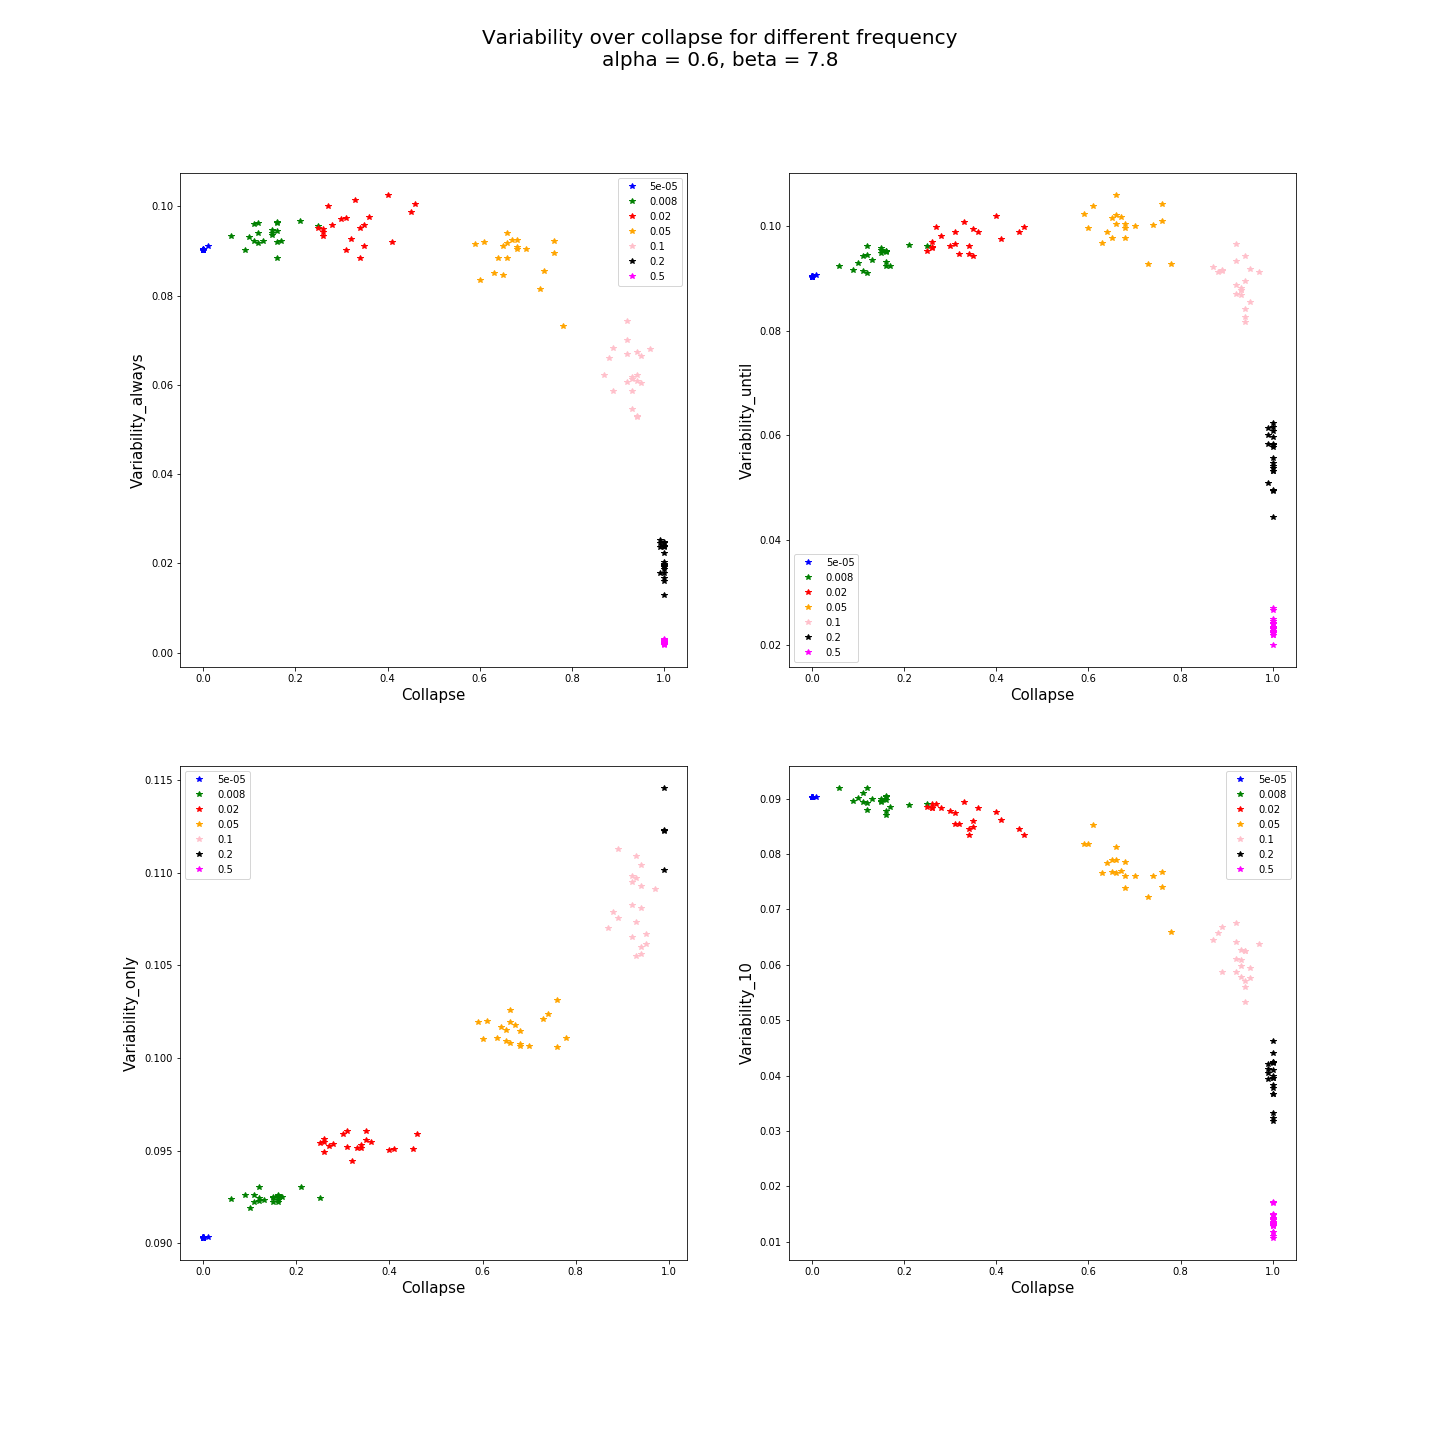 Variability over collapse for different frequency
alpha = 0.6, beta = 7.8
0.10
0.08
0.06
0.04
0.02
0.00
Variability_always
5e-05
0.008
0.02
0.05
0.1
0.2
0.5
0.0 0.2 0.4 0.6 0.8 1.0
Collapse
0.10
0.08
0.06
0.04
0.02
Variability_until
5e-05
0.008
0.02
0.05
0.1
0.2
0.5
0.0 0.2 0.4 0.6 0.8 1.0
Collapse
0.115
0.110
0.105
0.100
0.095
0.090
Variability_only
5e-05
0.008
0.02
0.05
0.1
0.2
0.5
0.0 0.2 0.4 0.6 0.8 1.0
Collapse
0.09
0.08
0.07
0.06
0.05
0.04
0.03
0.02
0.01
Variability_10
5e-05
0.008
0.02
0.05
0.1
0.2
0.5
0.0 0.2 0.4 0.6 0.8 1.0
Collapse